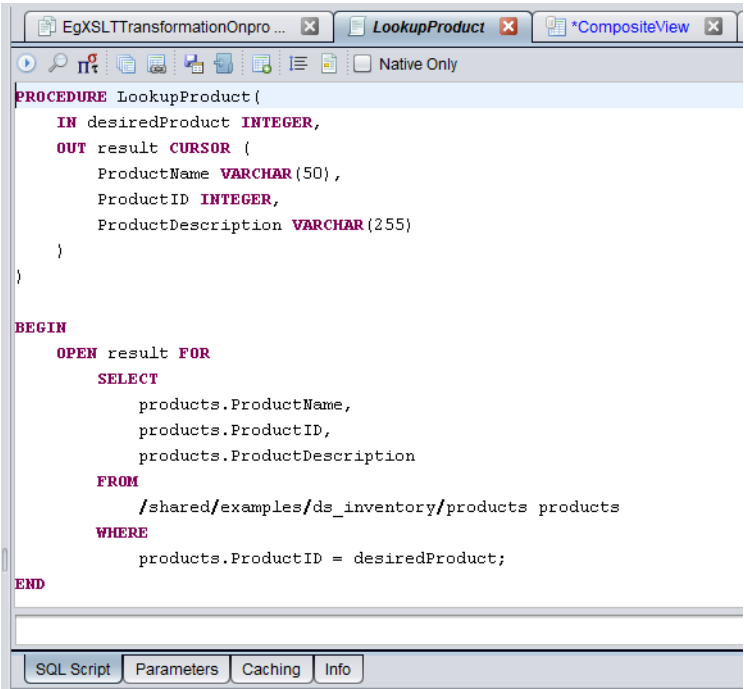 EgXSLTTransformationOnpro ...
LookupProduct
*CompositeView
Native Only
PROCEDURE LookupProduct(
    IN desiredProduct INTEGER,
    OUT result CURSOR (
        ProductName VARCHAR(50),
        ProductID INTEGER,
        ProductDescription VARCHAR(255)
    )
)

BEGIN
    OPEN result FOR
        SELECT
            products.ProductName,
            products.ProductID,
            products.ProductDescription
        FROM
            /shared/examples/ds_inventory/products products
        WHERE
            products.ProductID = desiredProduct;
END
SQL Script
Parameters
Caching
Info